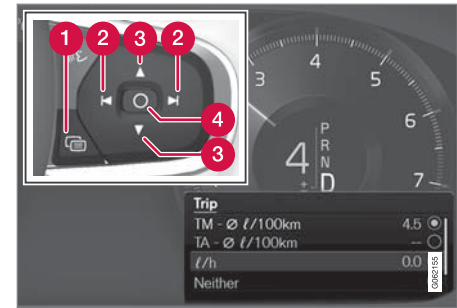 1 2 3 2
4
3
3 4 5 6 7
P
R
N
D
4
+
-
Trip
TM - Ø ℓ/100km 4.5
TA - Ø ℓ/100km --
ℓ/h 0.0
Neither
G062155